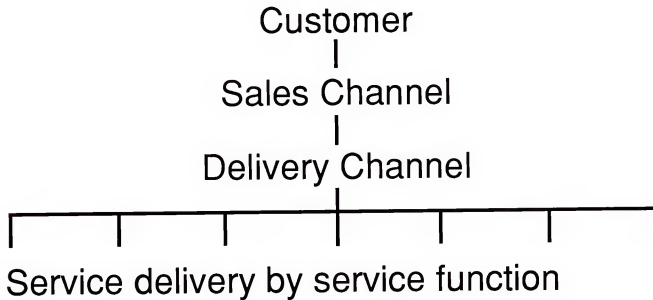 Customer
Sales Channel
Delivery Channel
Service delivery by service function